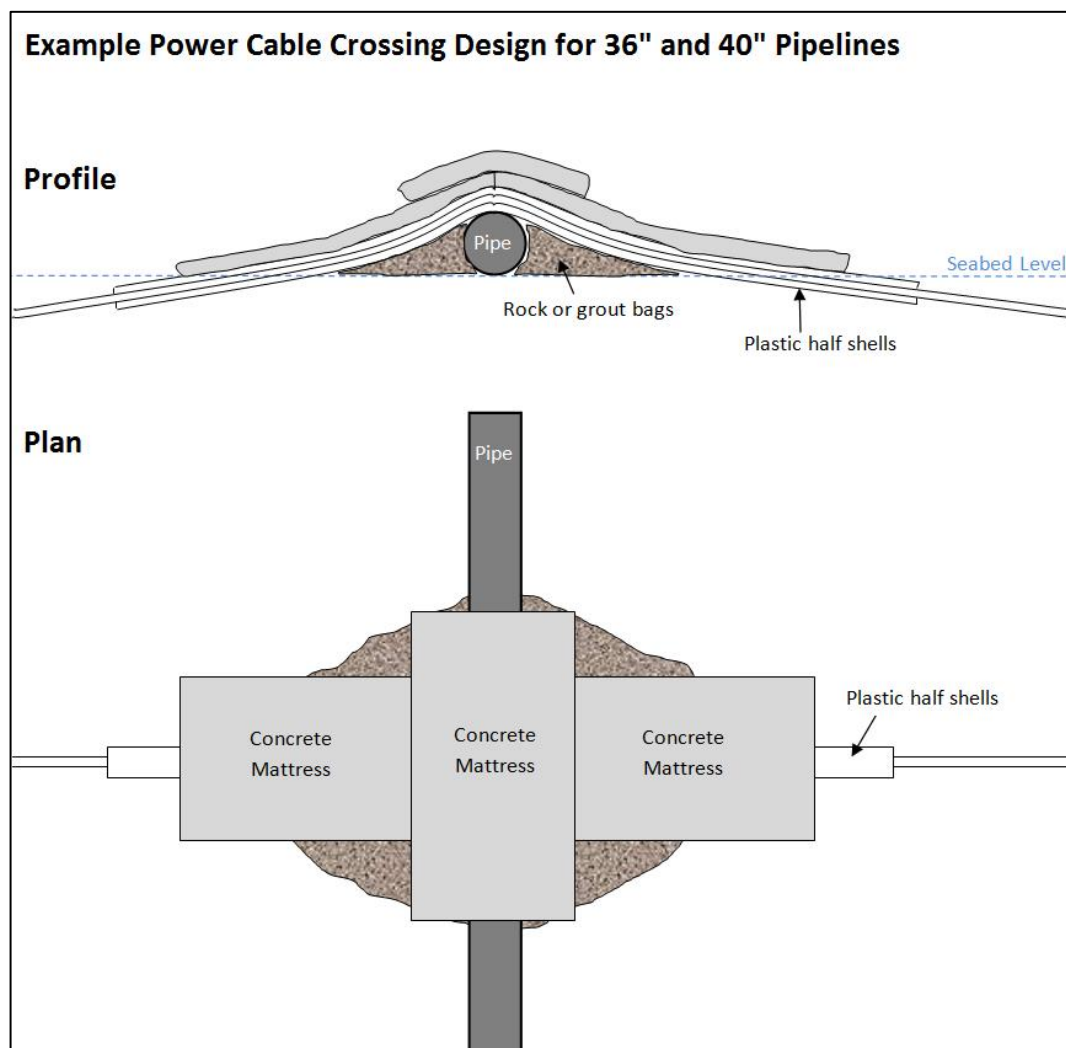 Example Power Cable Crossing Design for 36" and 40" Pipelines
Profile
Pipe
Seabed Level
Rock or grout bags
Plastic half shells
Plan
Pipe
Plastic half shells
Concrete
Mattress
Concrete
Mattress
Concrete
Mattress